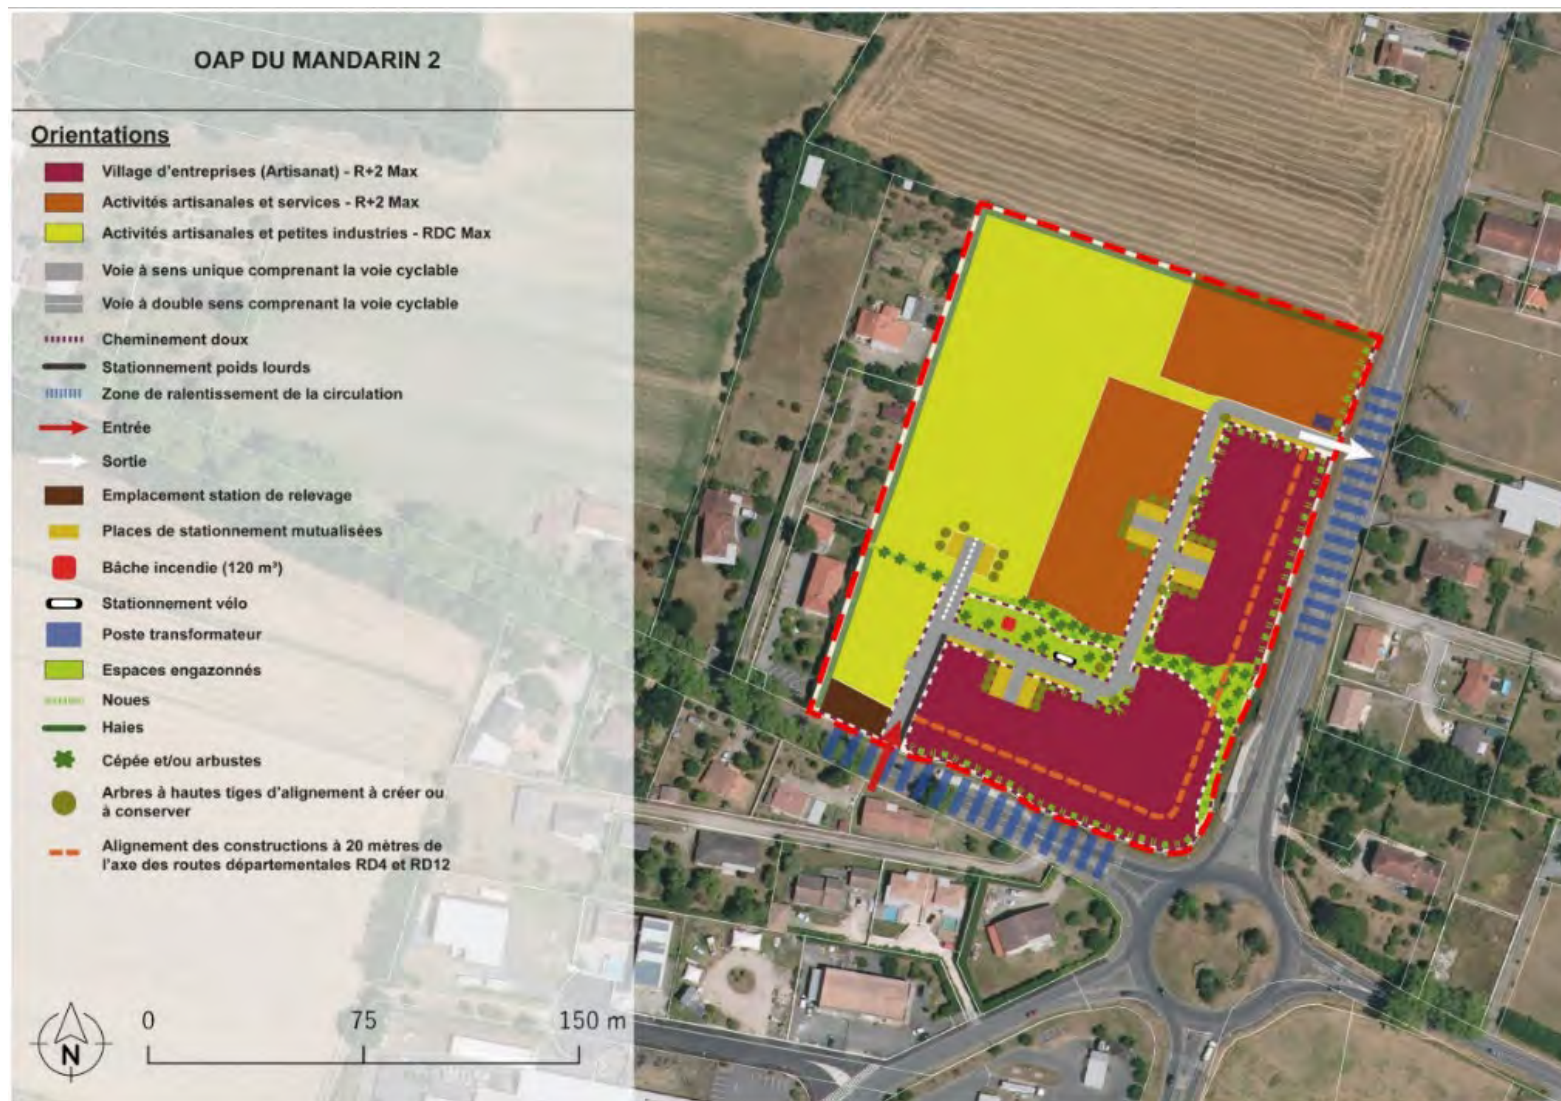 OAP DU MANDARIN 2
Orientations
Village d'entreprises (Artisanat) - R+2 Max
Activités artisanales et services - R+2 Max
Activités artisanales et petites industries - RDC Max
Voie à sens unique comprenant la voie cyclable
Voie à double sens comprenant la voie cyclable
Cheminement doux
Stationnement poids lourds
Zone de ralentissement de la circulation
Entrée
Sortie
Emplacement station de relevage
Places de stationnement mutualisées
Bâche incendie (120 m³)
Stationnement vélo
Poste transformateur
Espaces engazonnés
Noues
Haies
Cépée et/ou arbustes
Arbres à hautes tiges d'alignement à créer ou
à conserver
Alignement des constructions à 20 mètres de
l'axe des routes départementales RD4 et RD12
0 75 150 m
N